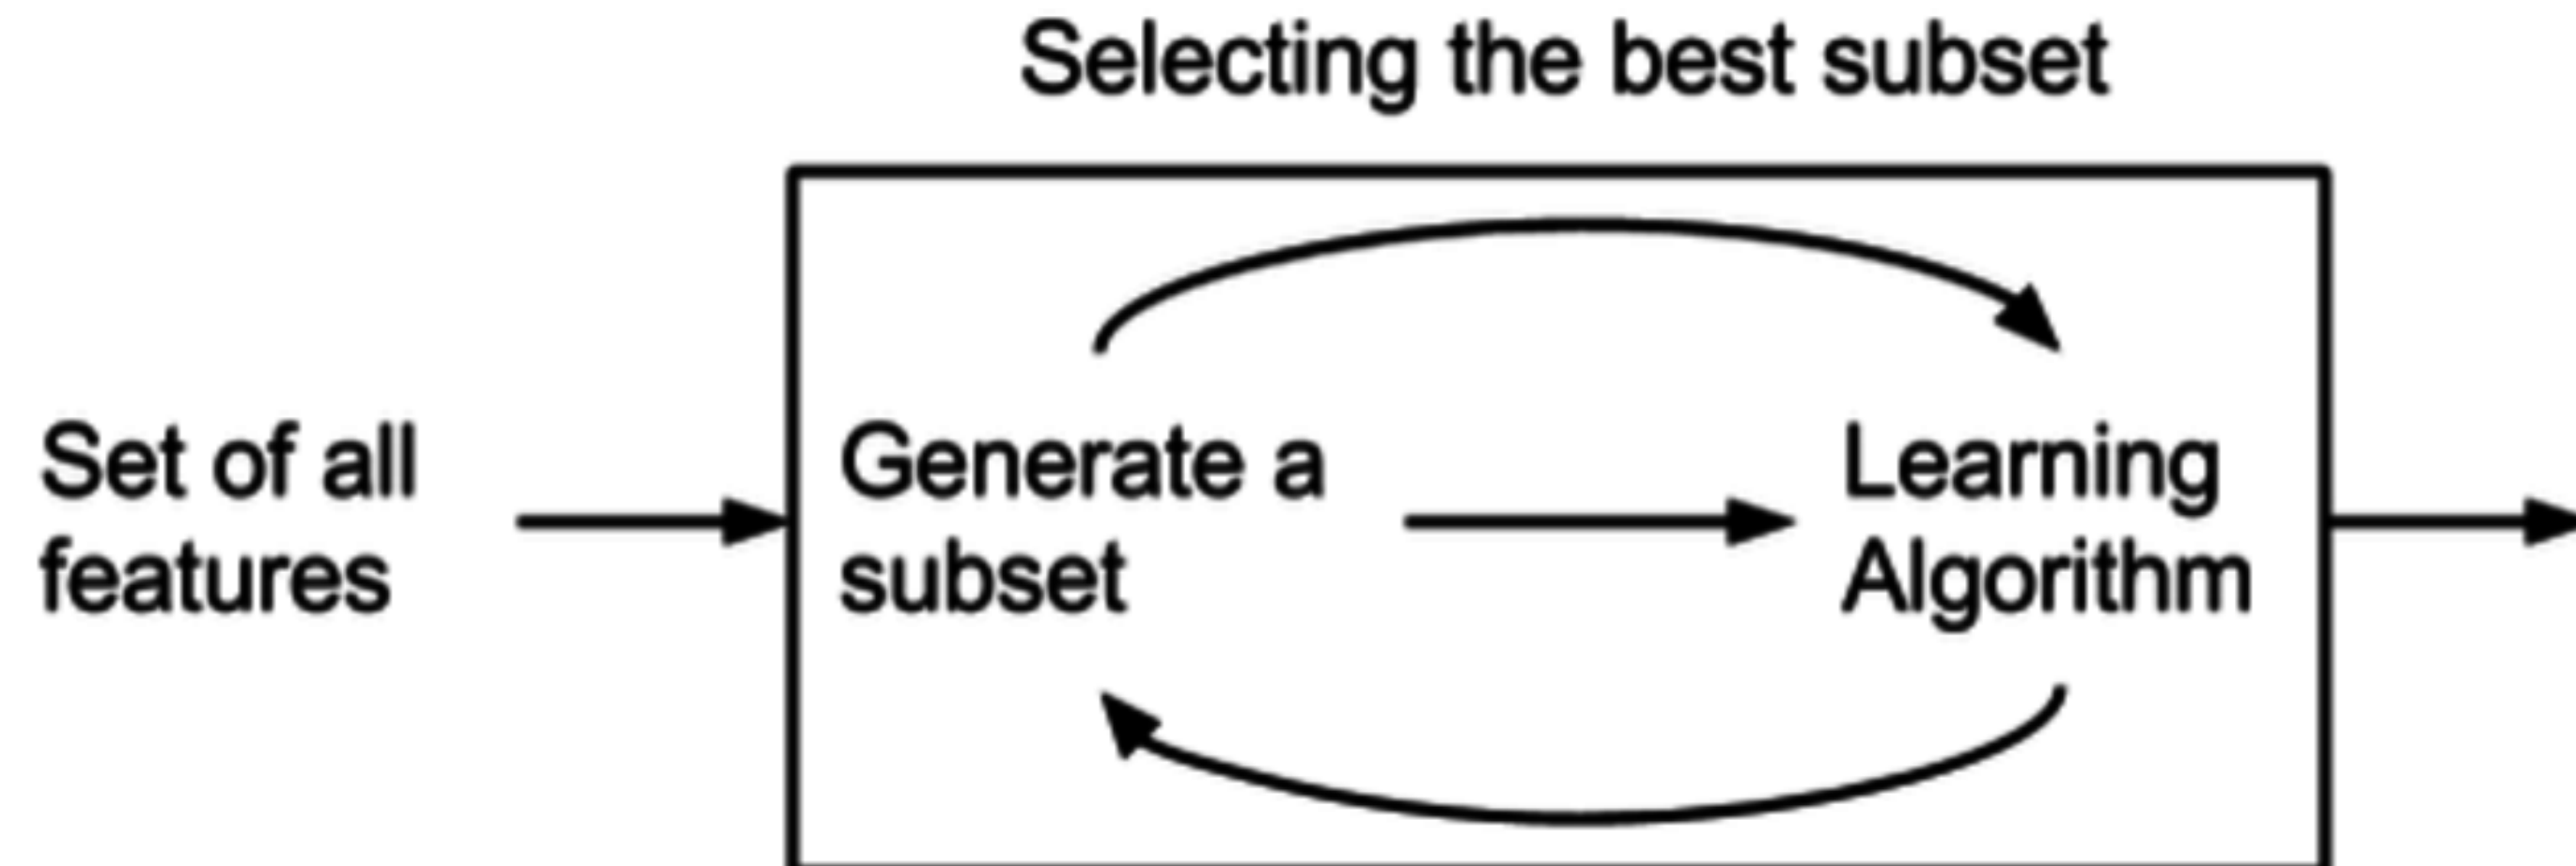 Selecting the best subset
Set of all
features
Generate a
subset
Learning
Algorithm